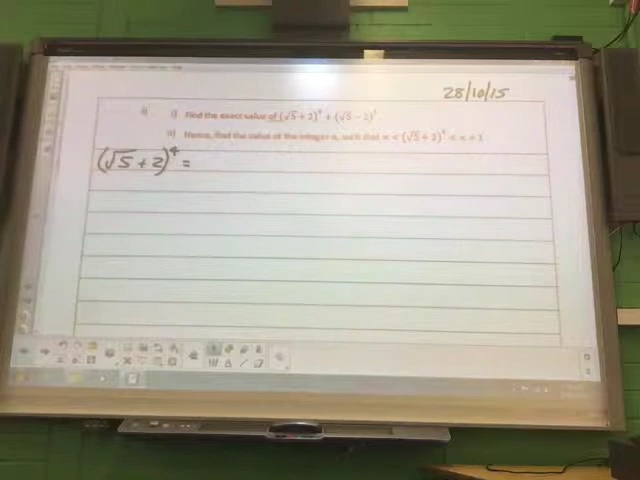 28/10/15
i) Find the exact value of (√5 + 2)⁴ + (√5 − 2)⁴
ii) Hence, find the value of the integer n, such that n < (√5 + 2)⁴ < n + 1
(√5 + 2)⁴ =